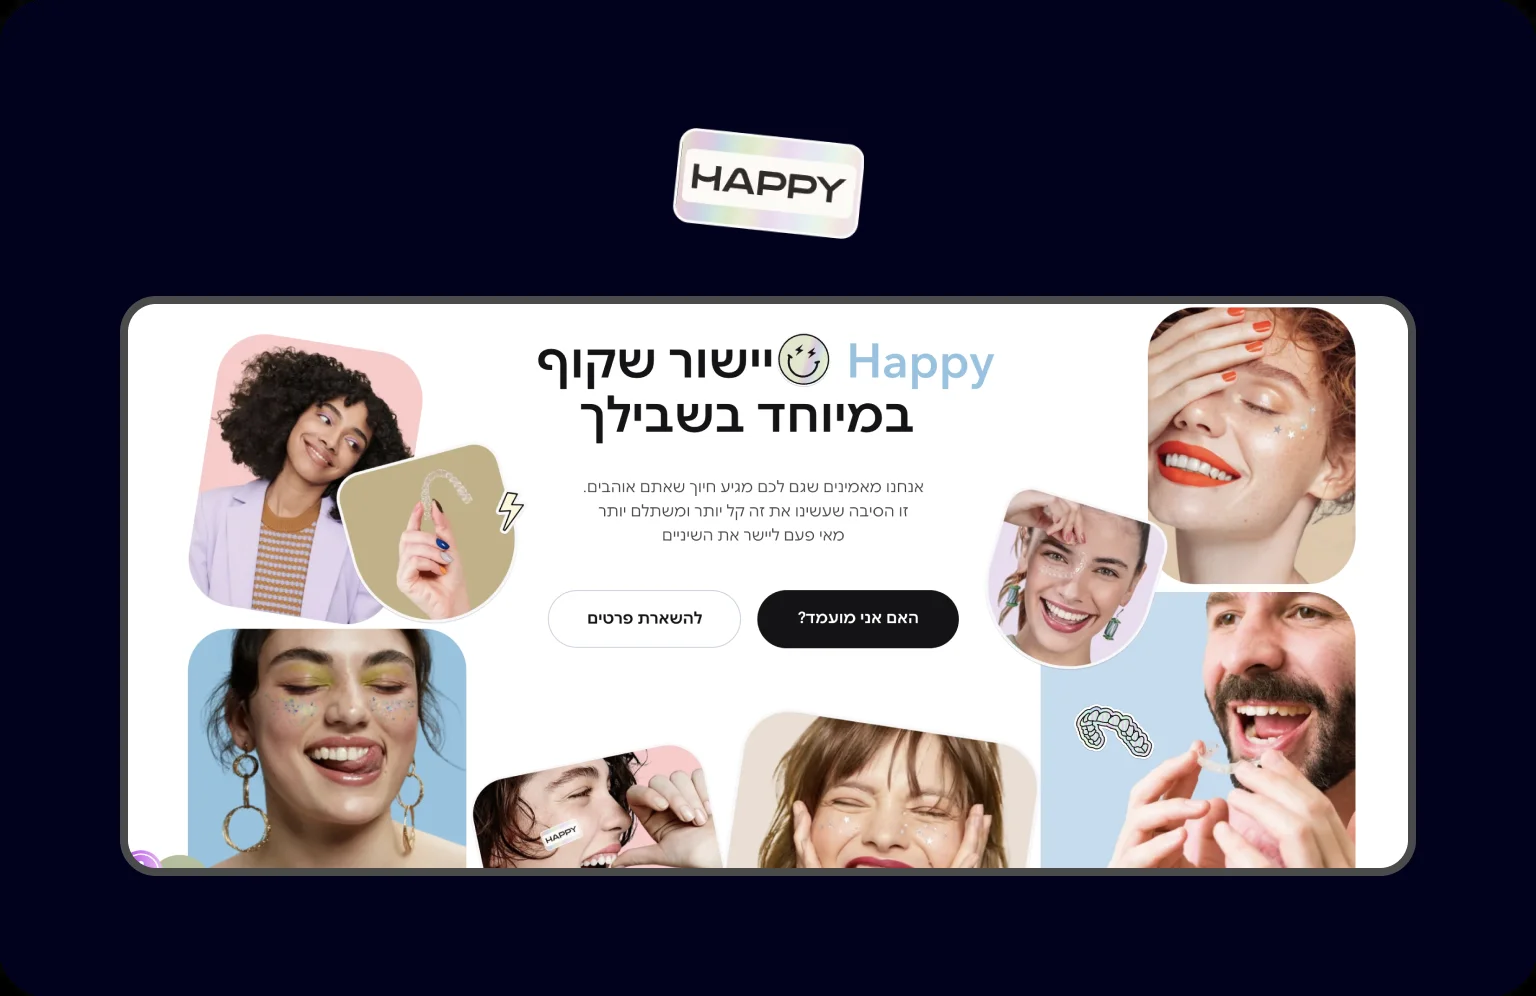 HAPPY
Happy יישור שקוף
במיוחד בשבילך
אנחנו מאמינים שגם לכם מגיע חיוך שאתם אוהבים.
זו הסיבה שעשינו את זה קל יותר ומשתלם יותר
מאי פעם ליישר את השיניים
האם אני מועמד?
להשארת פרטים
HAPPY